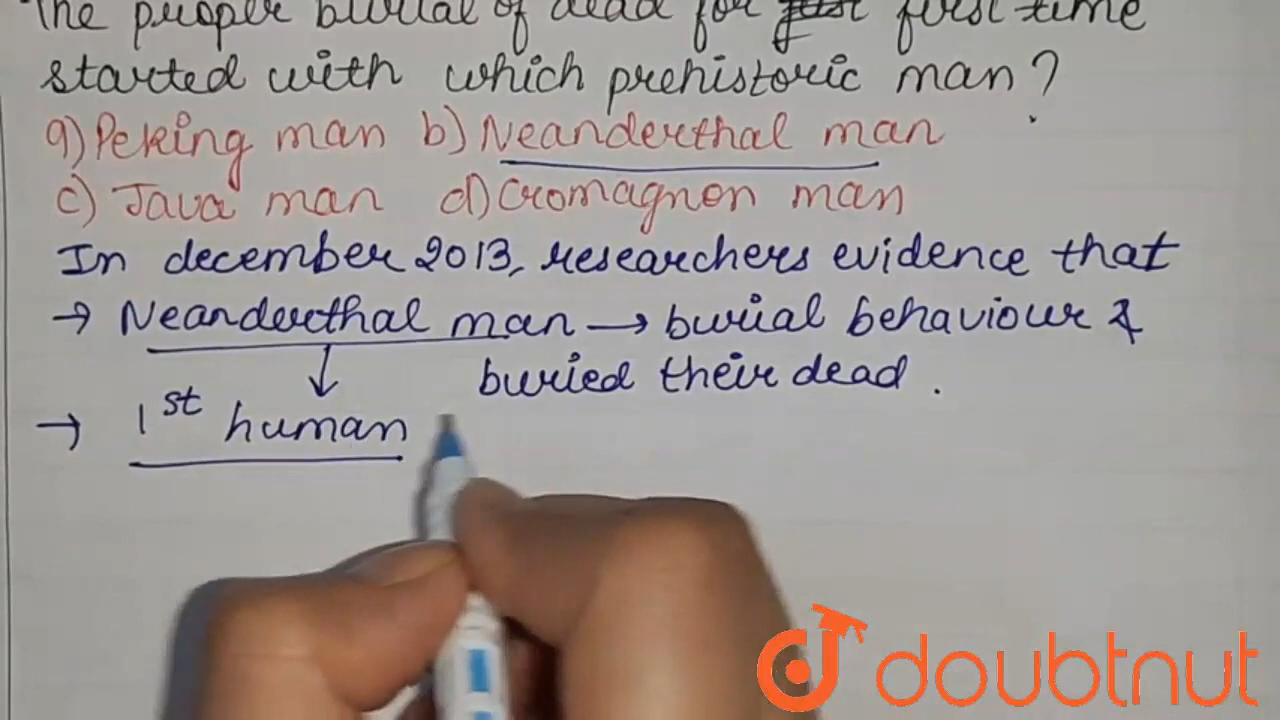 The proper burial of dead for first time
started with which prehistoric man?
a) Peking man b) Neanderthal man
c) Java man d) Cromagnon man
In december 2013, researchers evidence that
→ Neanderthal man → burial behaviour &
buried their dead.
→ 1st human
doubtnut